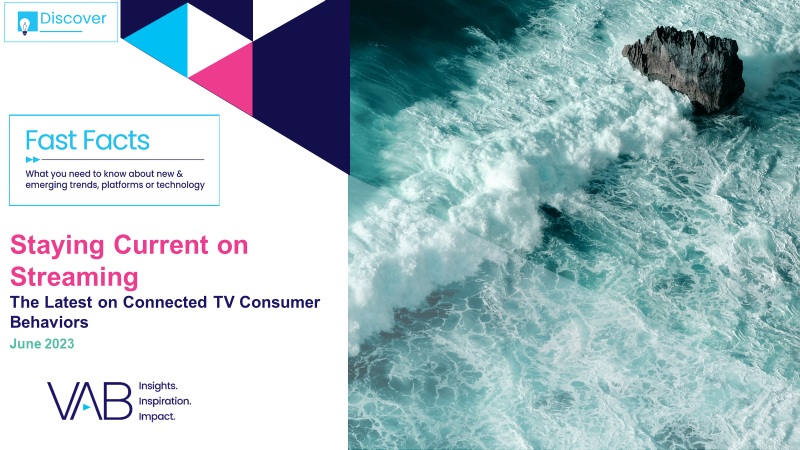 Discover
Fast Facts
What you need to know about new &
emerging trends, platforms or technology
Staying Current on
Streaming
The Latest on Connected TV Consumer
Behaviors
June 2023
VAB
Insights.
Inspiration.
Impact.